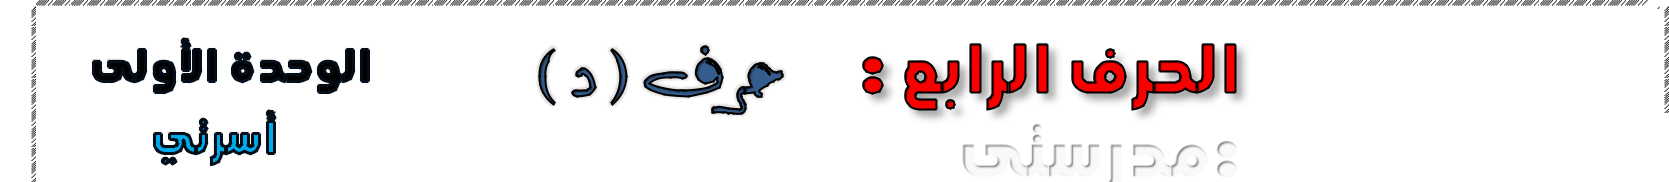 الحرف الرابع : حرف ( د ) الوحدة الأولى
أسرتي
مدرستي: